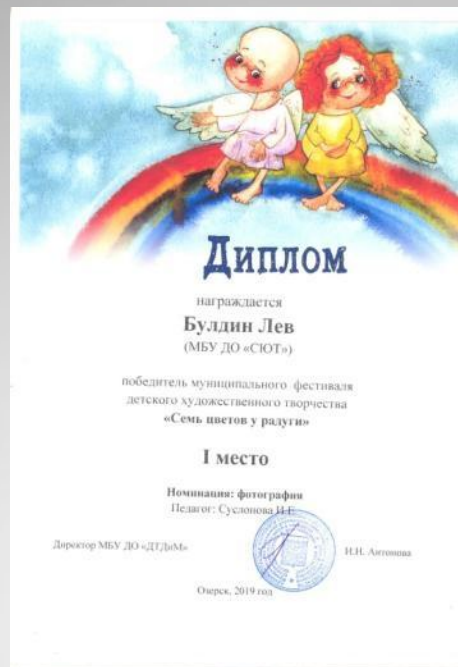 Диплом
награждается
Булдин Лев
(МБУ ДО «СЮТ»)
победитель муниципального фестиваля
детского художественного творчества
«Семь цветов у радуги»
I место
Номинация: фотография
Педагог: Суслонова И.Е.
Директор МБУ ДО «ДТДиМ»
Н.Н. Антонова
Озерск, 2019 год